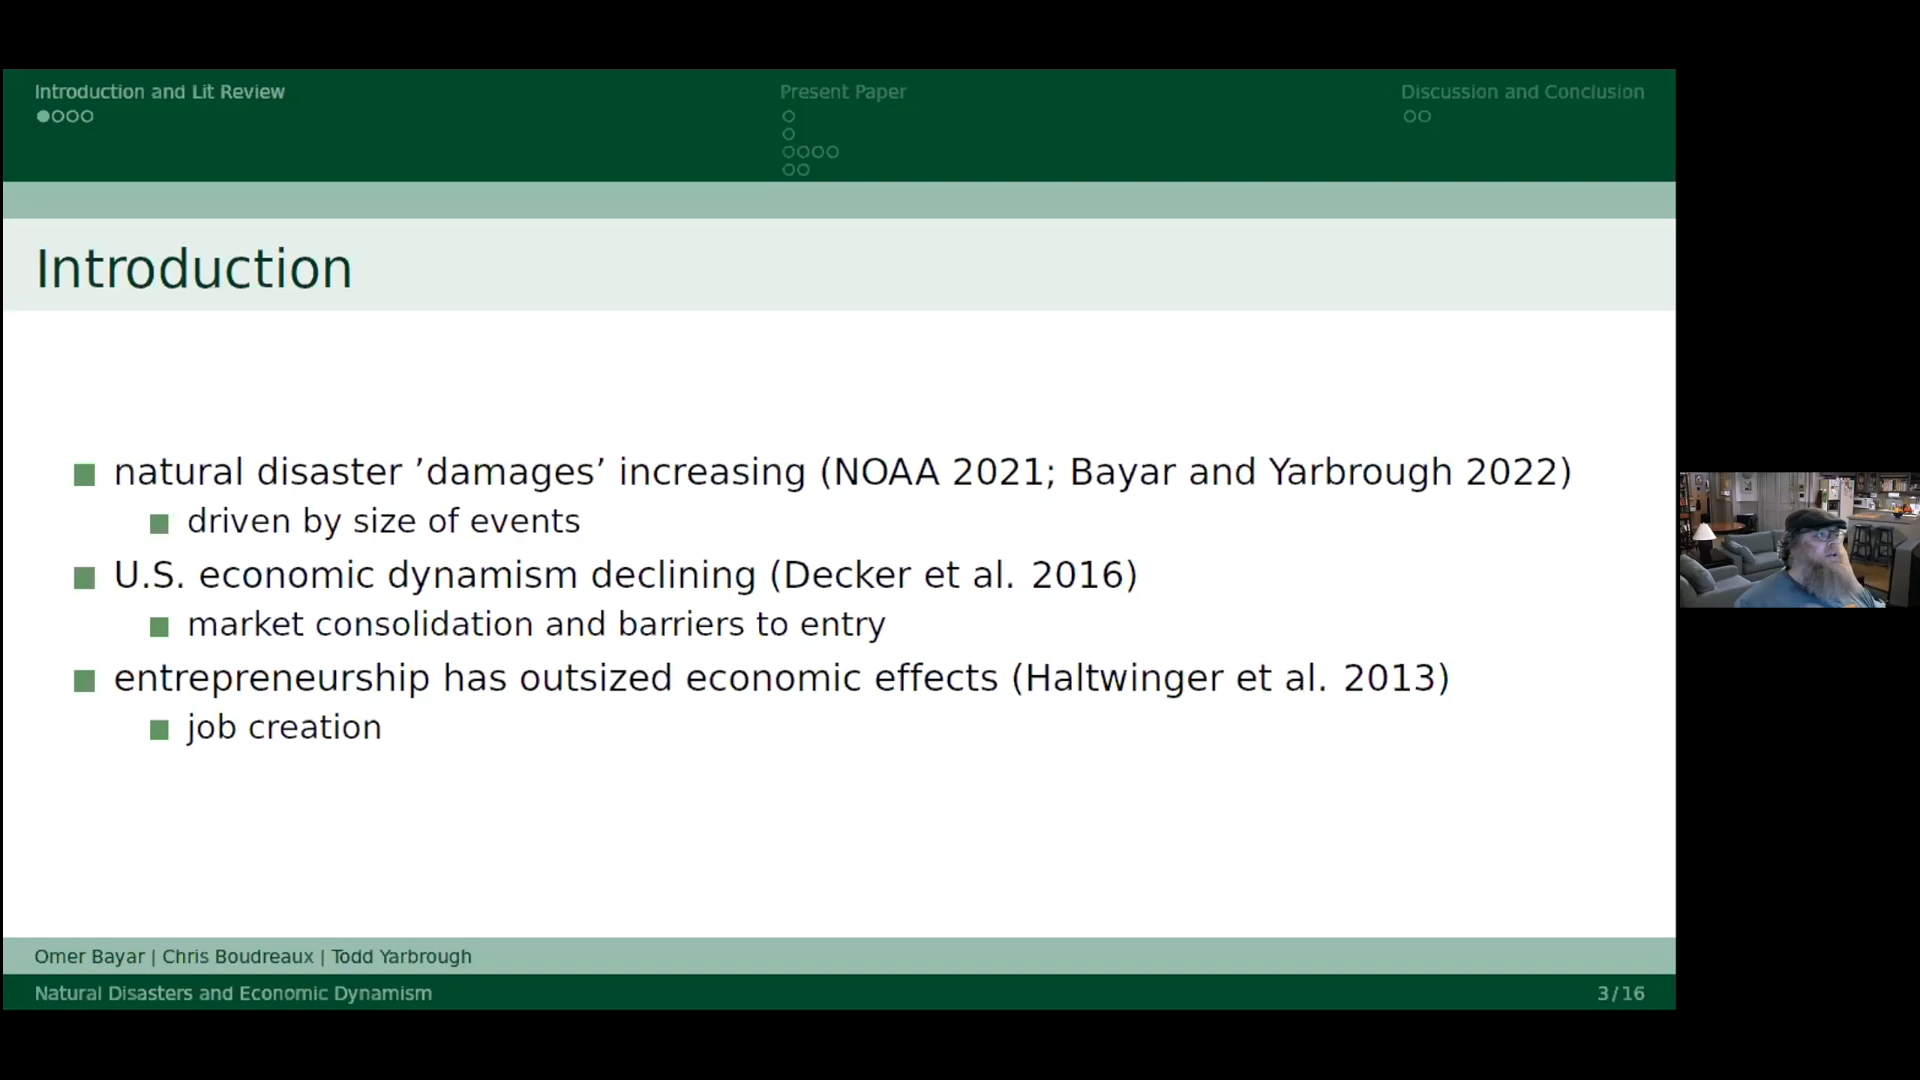 Introduction and Lit Review
Present Paper
Discussion and Conclusion
Introduction
natural disaster ’damages’ increasing (NOAA 2021; Bayar and Yarbrough 2022)
driven by size of events
U.S. economic dynamism declining (Decker et al. 2016)
market consolidation and barriers to entry
entrepreneurship has outsized economic effects (Haltwinger et al. 2013)
job creation
Omer Bayar | Chris Boudreaux | Todd Yarbrough
Natural Disasters and Economic Dynamism
3/16